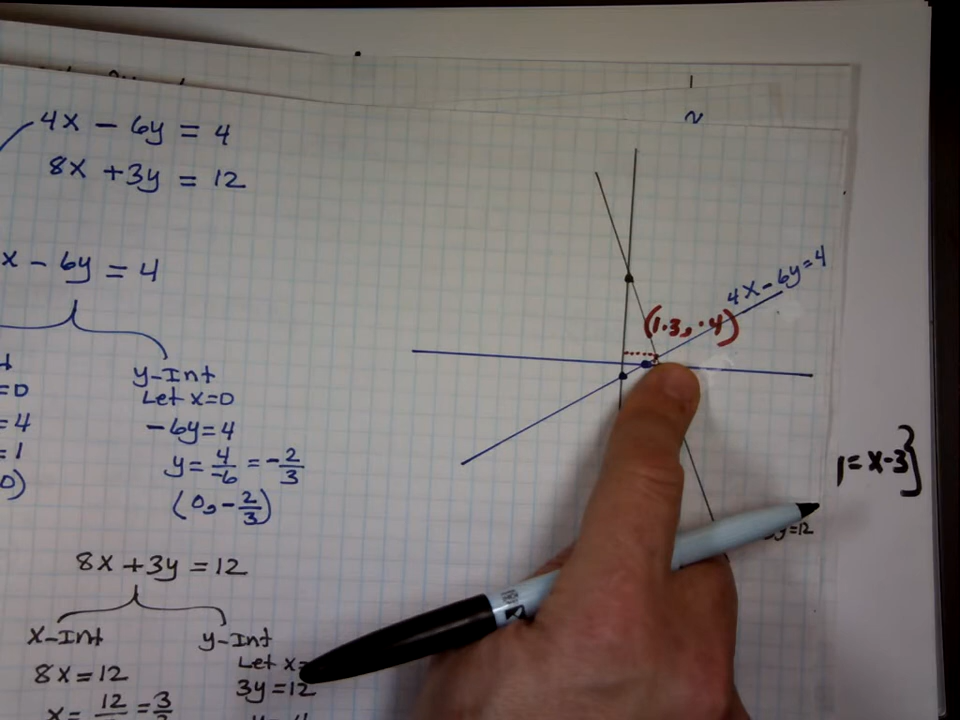 4x - 6y = 4
8x + 3y = 12
x - 6y = 4
y-Int
Let x=0
-6y=4
y = 4/-6 = -2/3
(0, -2/3)
=0
=4
=1
0)
8x + 3y = 12
x-Int
8x = 12
x = 12 = 3
y-Int
Let x=
3y=12
4x - 6y = 4
(1.3, .4)
y=12
= x-3}